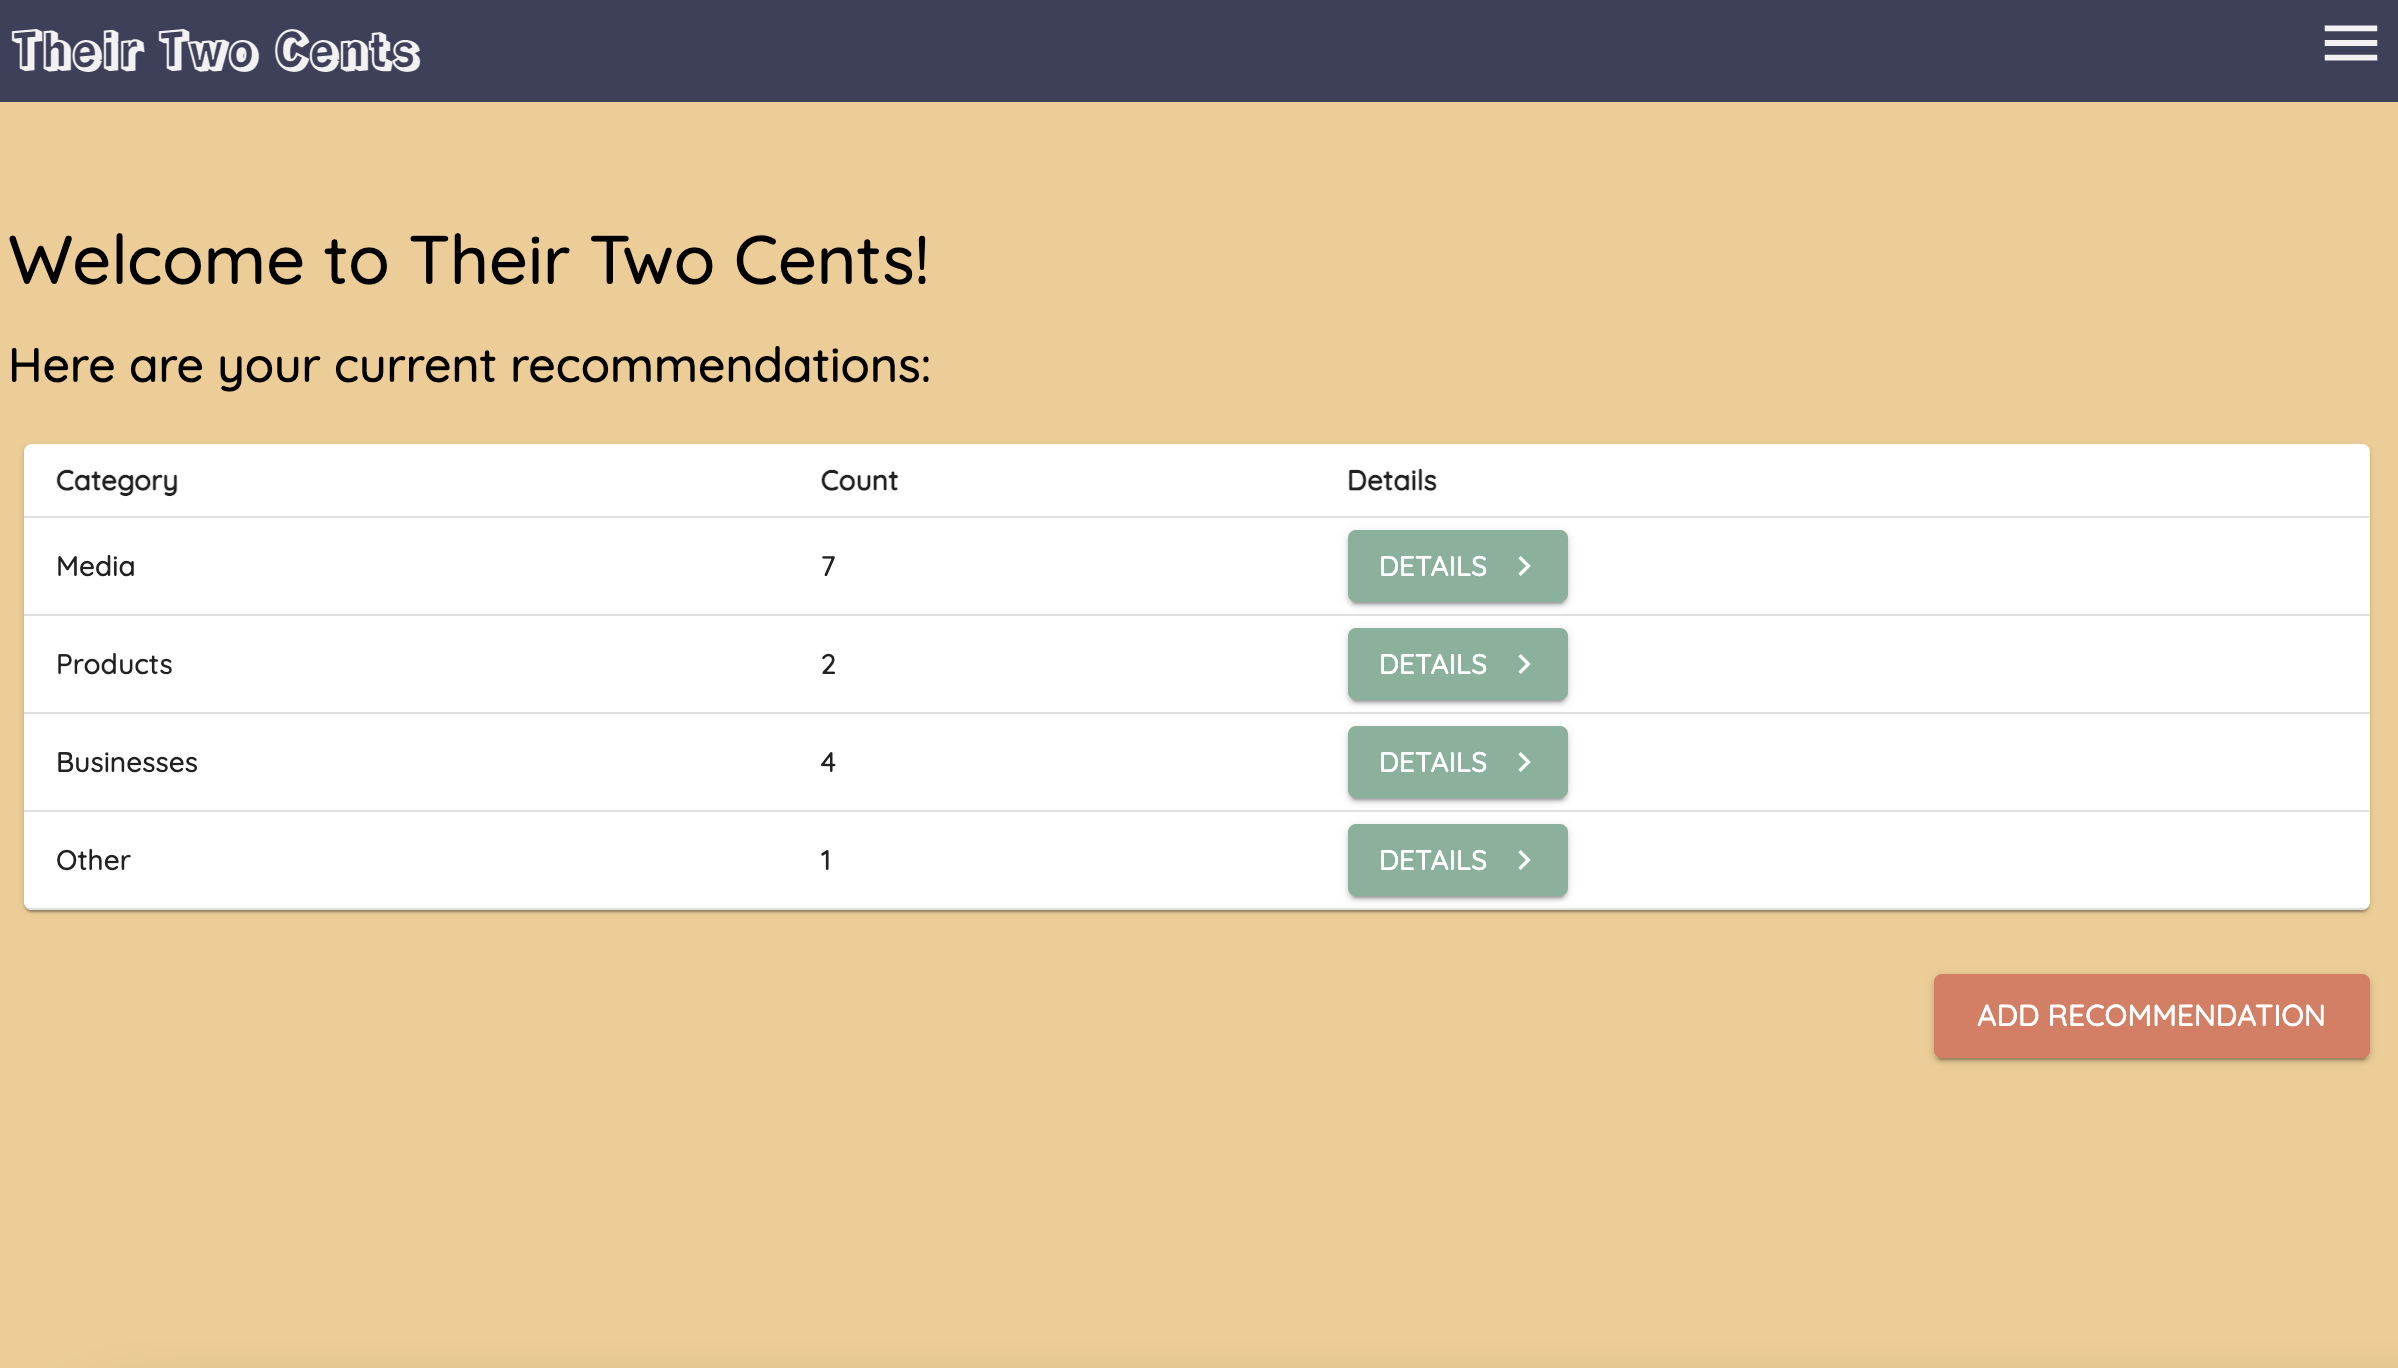 Their Two Cents
Welcome to Their Two Cents!
Here are your current recommendations:
Category Count Details
Media 7 DETAILS
Products 2 DETAILS
Businesses 4 DETAILS
Other 1 DETAILS
ADD RECOMMENDATION